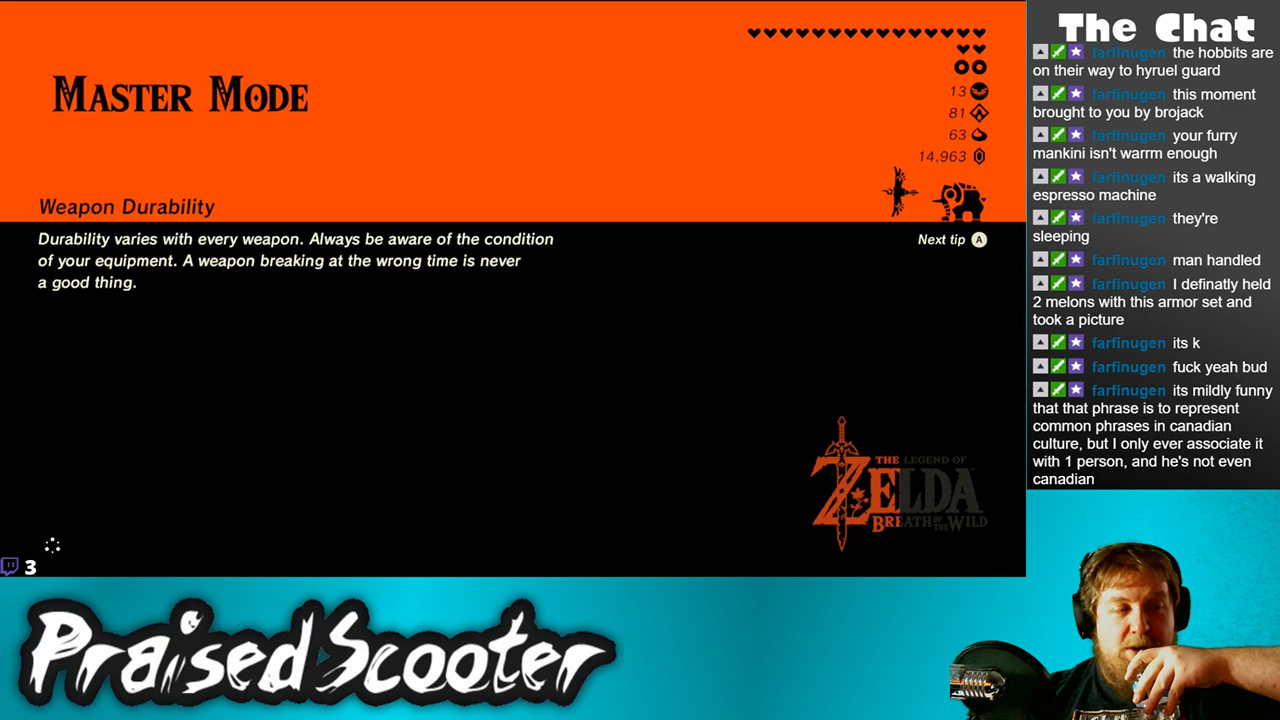 MASTER MODE
13
81
63
14,963
Weapon Durability
Durability varies with every weapon. Always be aware of the condition
of your equipment. A weapon breaking at the wrong time is never
a good thing.
Next tip A
THE LEGEND OF
ZELDA
BREATH OF THE WILD
3
PraisedScooter
The Chat
farfinugen the hobbits are
on their way to hyruel guard
farfinugen this moment
brought to you by brojack
farfinugen your furry
mankini isn't warrm enough
farfinugen its a walking
espresso machine
farfinugen they're
sleeping
farfinugen man handled
farfinugen I definatly held
2 melons with this armor set and
took a picture
farfinugen its k
farfinugen fuck yeah bud
farfinugen its mildly funny
that that phrase is to represent
common phrases in canadian
culture, but I only ever associate it
with 1 person, and he's not even
canadian